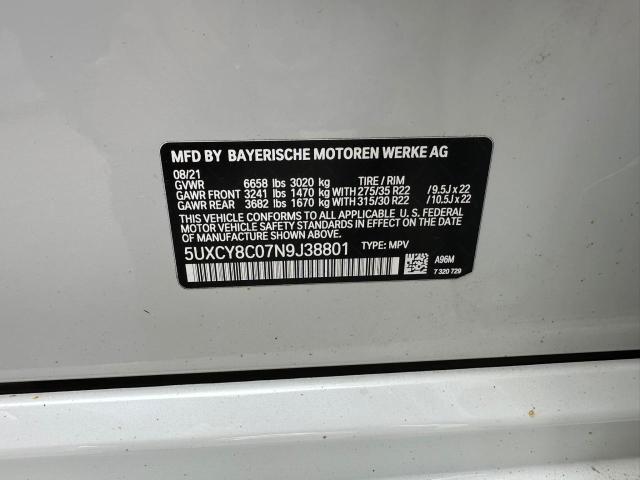 MFD BY BAYERISCHE MOTOREN WERKE AG
08/21
GVWR 6658 lbs 3020 kg TIRE / RIM
GAWR FRONT 3241 lbs 1470 kg WITH 275/35 R22 /9.5J x 22
GAWR REAR 3682 lbs 1670 kg WITH 315/30 R22 /10.5J x 22
THIS VEHICLE CONFORMS TO ALL APPLICABLE U.S. FEDERAL
MOTOR VEHICLE SAFETY STANDARDS IN EFFECT ON THE DATE
OF MANUFACTURE SHOWN ABOVE.
5UXCY8C07N9J38801 TYPE: MPV
A96M
7 320 729